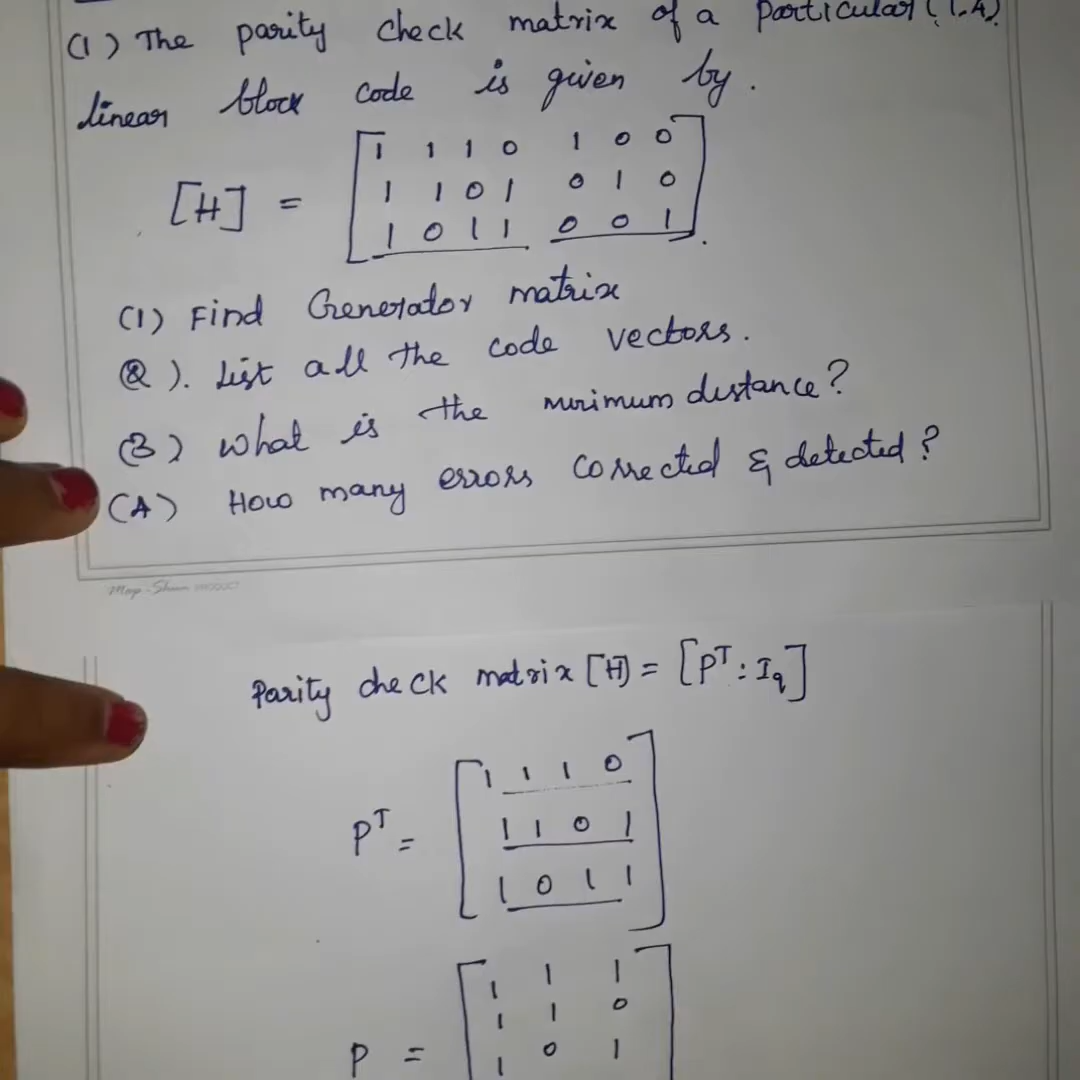 (1) The parity check matrix of a particular
linear block code is given by.
[H] =
1 1 1 0 1 0 0
1 1 0 1 0 1 0
1 0 1 1 0 0 1
(1) Find Generator matrix
(2). List all the code vectors.
(3) What is the minimum distance?
(4) How many errors corrected & detected?
PRODUCT
Parity check matrix [H] = [Pᵀ : I_q]
Pᵀ =
1 1 1 0
1 1 0 1
1 0 1 1
P =
1 1 1
1 1 0
1 0 1